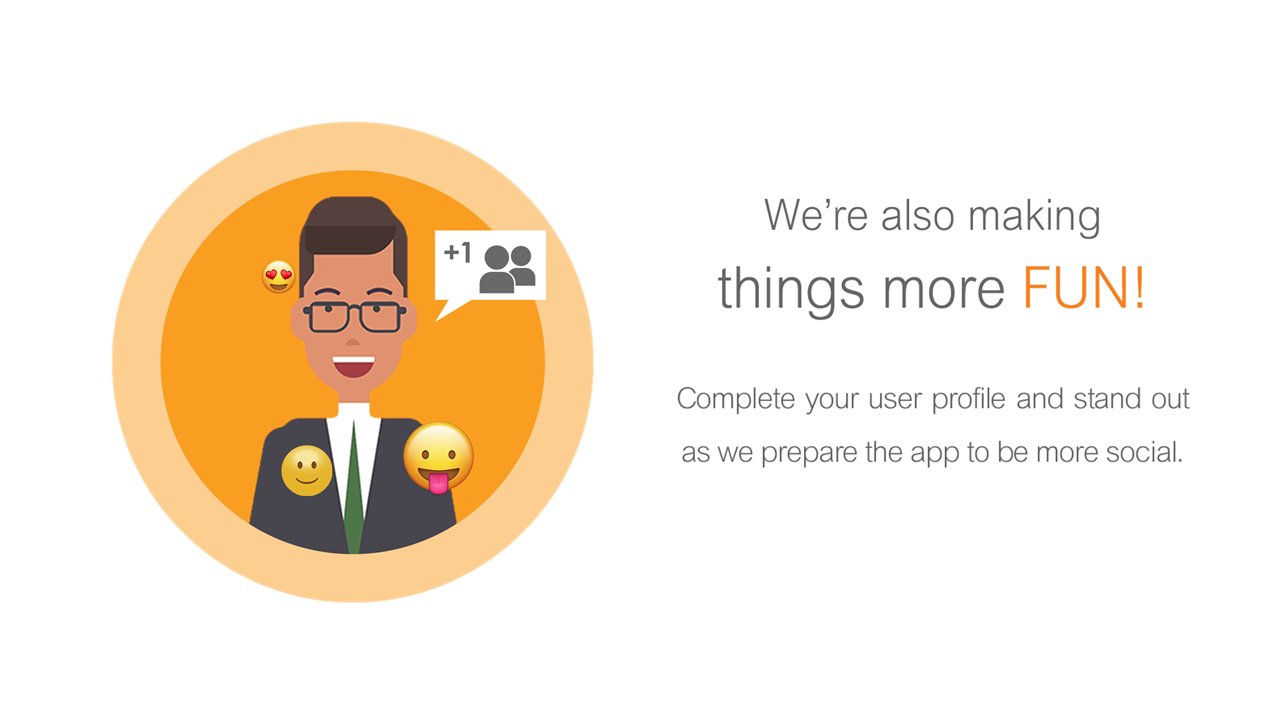 +1
We’re also making
things more FUN!
Complete your user profile and stand out
as we prepare the app to be more social.